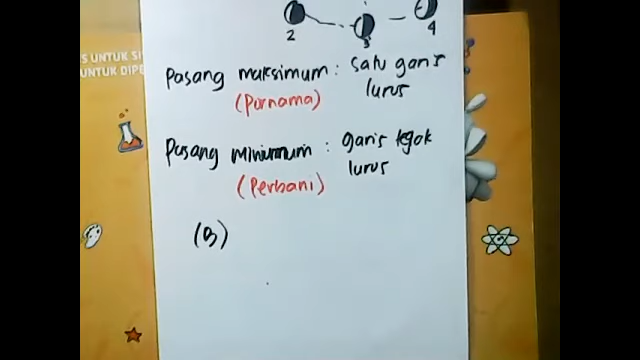 2 3 4
S UNTUK SI
UNTUK DIPE
Pasang maksimum : satu garis
lurus
(Purnama)
Pasang minimum : garis tegak
lurus
(Perbani)
(B)